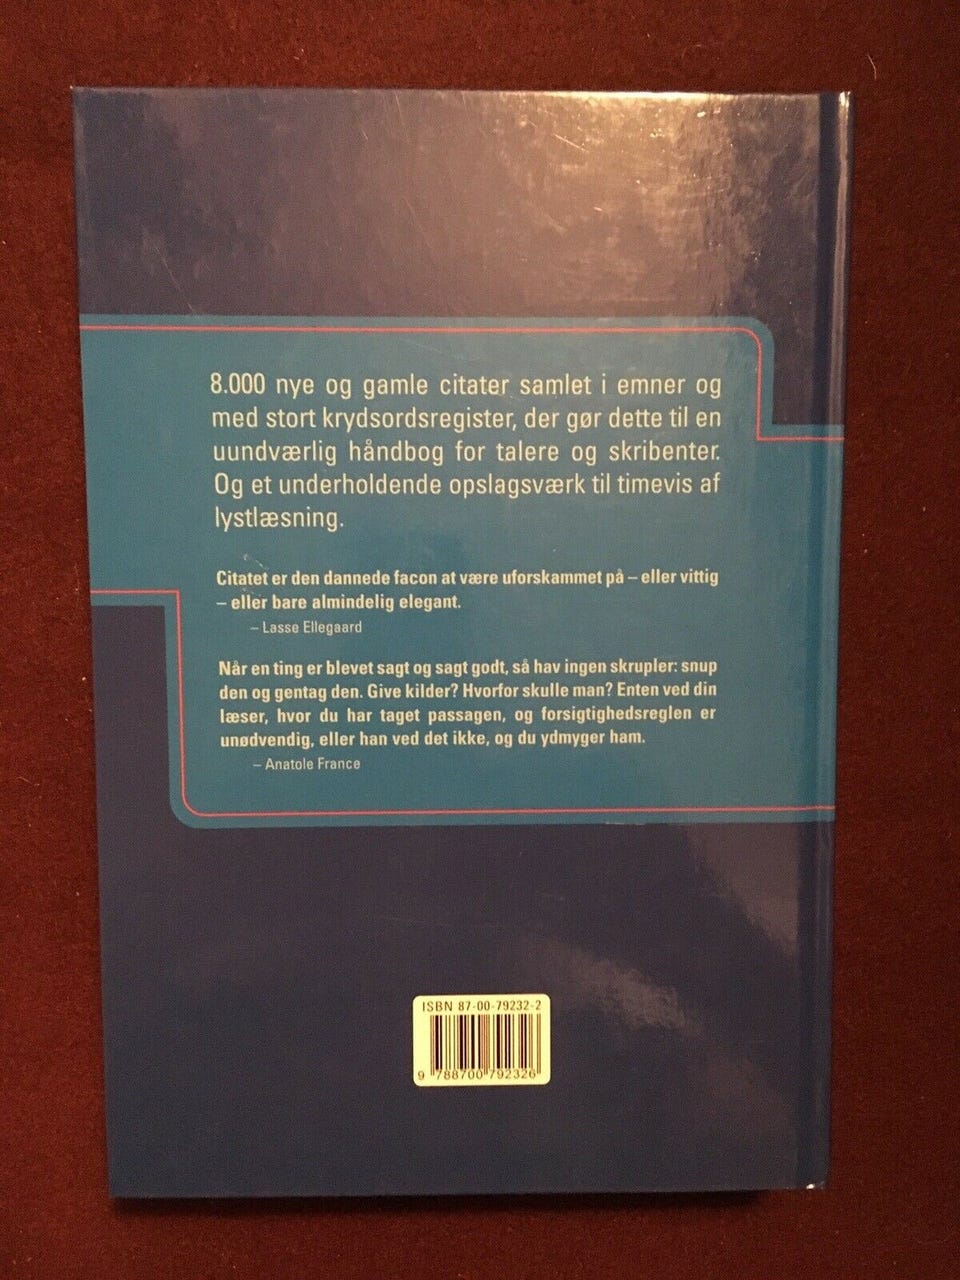 8.000 nye og gamle citater samlet i emner og
med stort krydsordsregister, der gør dette til en
uundværlig håndbog for talere og skribenter.
Og et underholdende opslagsværk til timevis af
lystlæsning.
Citatet er den dannede facon at være uforskammet på – eller vittig
– eller bare almindelig elegant.
– Lasse Ellegaard
Når en ting er blevet sagt og sagt godt, så hav ingen skrupler: snup
den og gentag den. Give kilder? Hvorfor skulle man? Enten ved din
læser, hvor du har taget passagen, og forsigtighedsreglen er
unødvendig, eller han ved det ikke, og du ydmyger ham.
– Anatole France
ISBN 87-00-79232-2
9 788700 792326